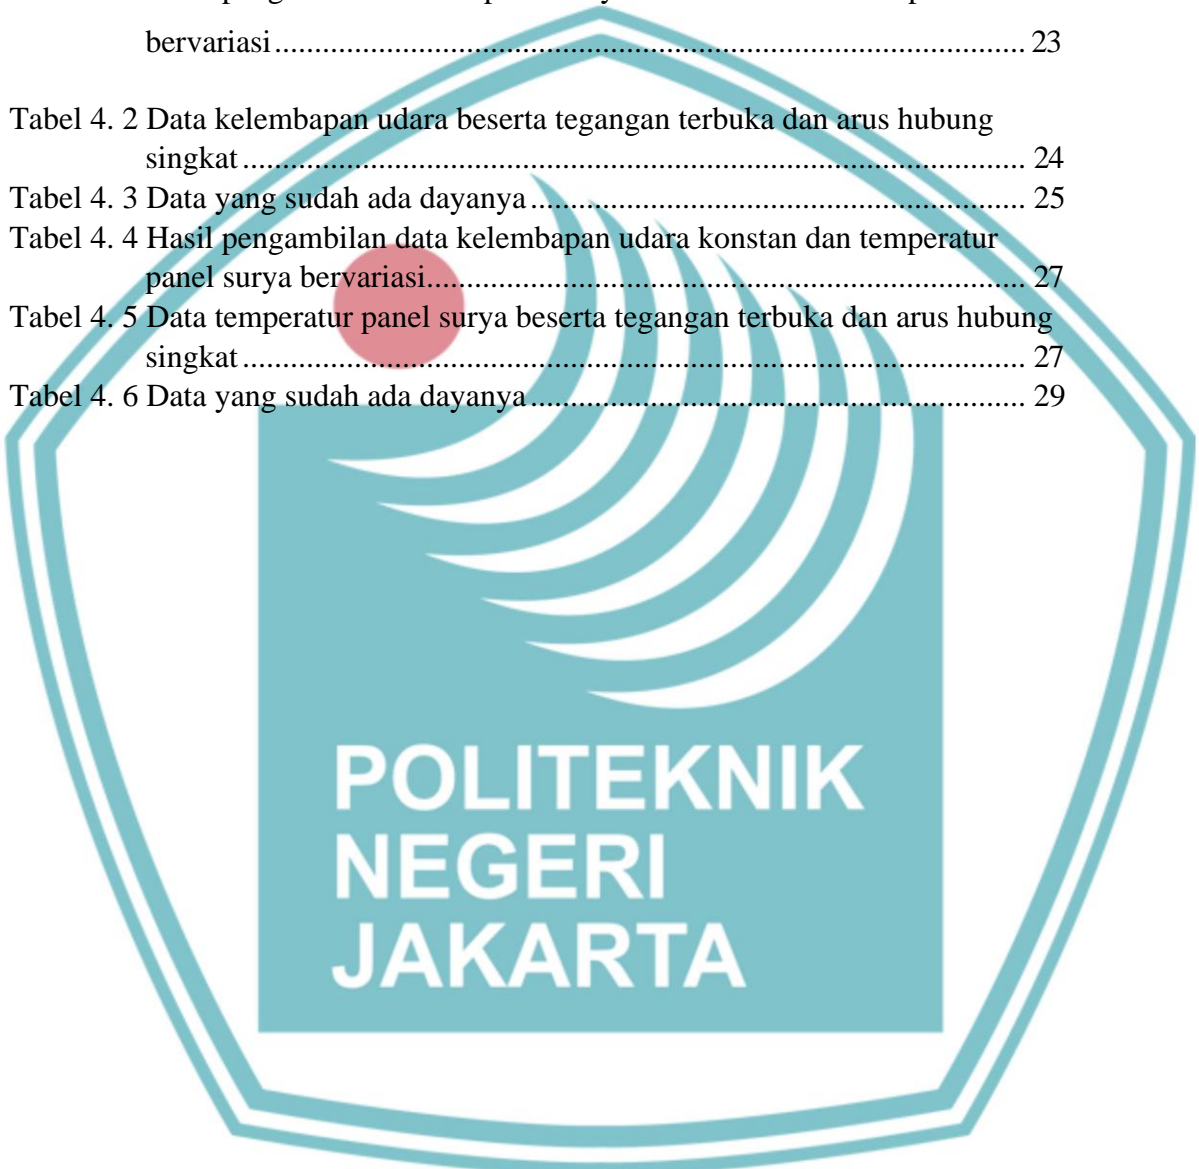 bervariasi.............................................................................................. 23
Tabel 4. 2 Data kelembapan udara beserta tegangan terbuka dan arus hubung
singkat.................................................................................................. 24
Tabel 4. 3 Data yang sudah ada dayanya.............................................................. 25
Tabel 4. 4 Hasil pengambilan data kelembapan udara konstan dan temperatur
panel surya bervariasi........................................................................... 27
Tabel 4. 5 Data temperatur panel surya beserta tegangan terbuka dan arus hubung
singkat.................................................................................................. 27
Tabel 4. 6 Data yang sudah ada dayanya.............................................................. 29
POLITEKNIK
NEGERI
JAKARTA